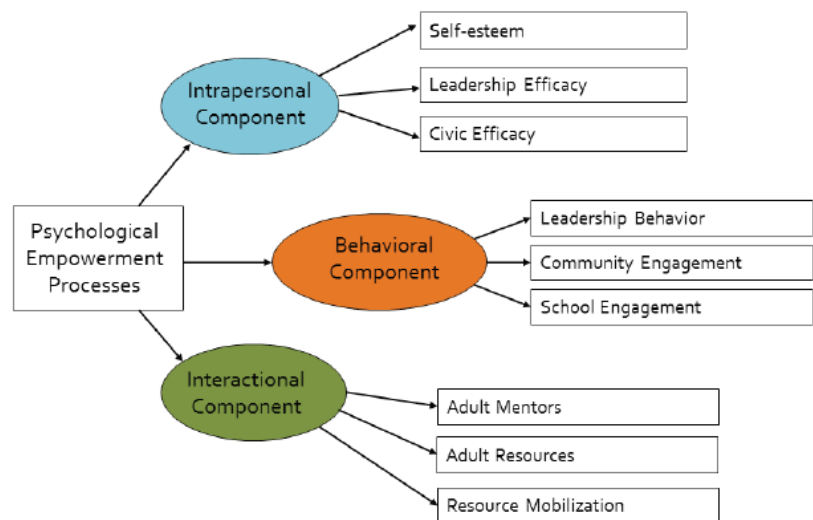 Psychological
Empowerment
Processes
Intrapersonal
Component
Self-esteem
Leadership Efficacy
Civic Efficacy
Behavioral
Component
Leadership Behavior
Community Engagement
School Engagement
Interactional
Component
Adult Mentors
Adult Resources
Resource Mobilization